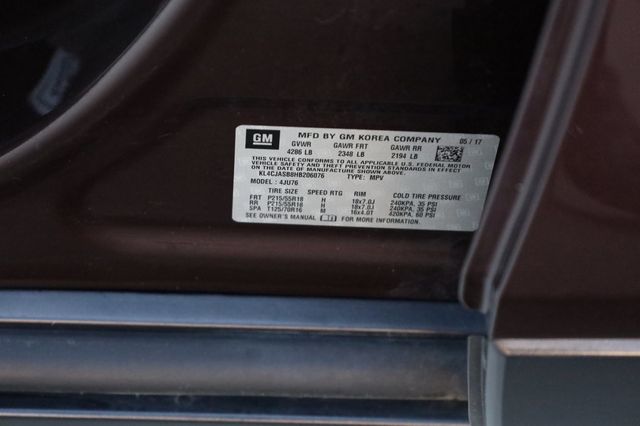 GM MFD BY GM KOREA COMPANY 05/17
GVWR GAWR FRT GAWR RR
4286 LB 2348 LB 2194 LB
THIS VEHICLE CONFORMS TO ALL APPLICABLE U.S. FEDERAL MOTOR
VEHICLE SAFETY AND THEFT PREVENTION STANDARDS IN EFFECT
ON THE DATE OF MANUFACTURE SHOWN ABOVE.
KL4CJASB8HB206076 TYPE: MPV
MODEL: 4JU76
TIRE SIZE SPEED RTG RIM COLD TIRE PRESSURE
FRT P215/55R18 H 18x7.0J 240KPA, 35 PSI
RR P215/55R18 H 18x7.0J 240KPA, 35 PSI
SPA T125/70R16 M 16x4.0T 420KPA, 60 PSI
SEE OWNER'S MANUAL FOR MORE INFORMATION.